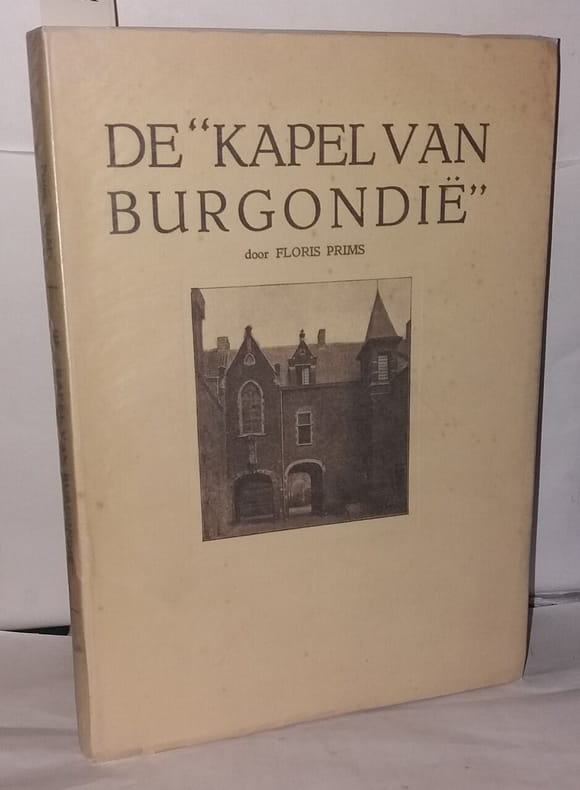 DE “KAPEL VAN
BURGONDIË”
door FLORIS PRIMS